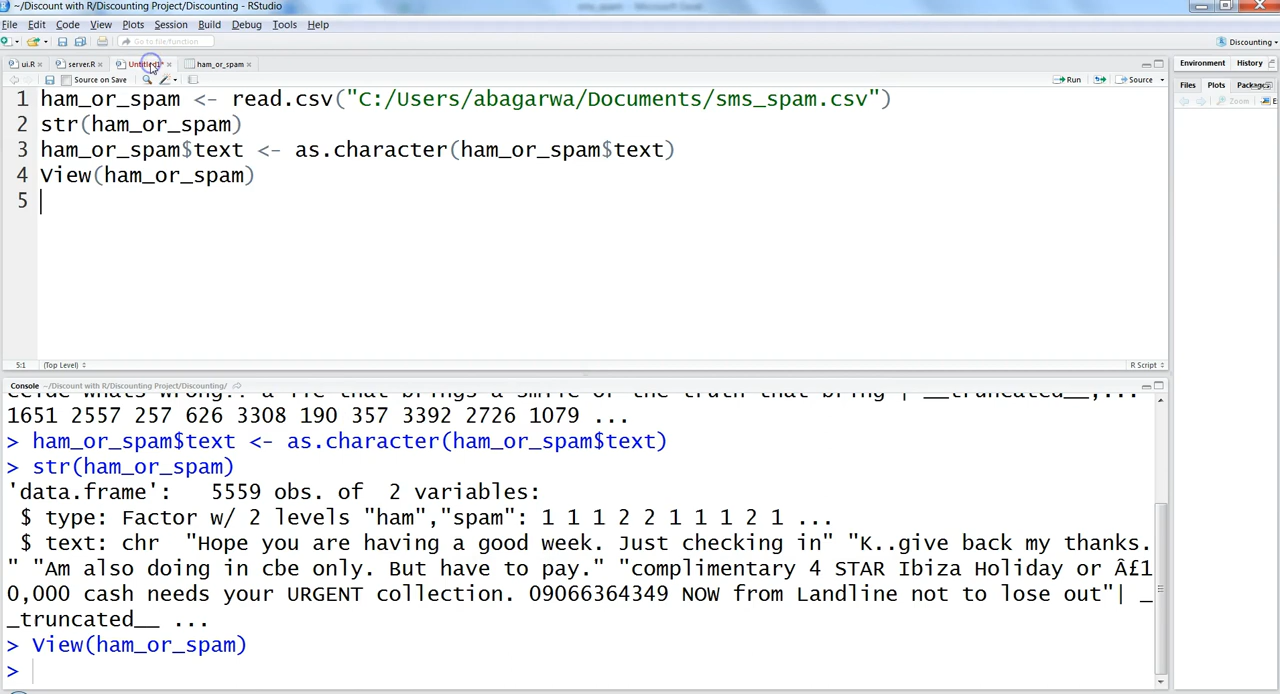 ~/Discount with R/Discounting Project/Discounting - RStudio
File Edit Code View Plots Session Build Debug Tools Help
Go to file/function
Discounting
ui.R server.R Untitled1* ham_or_spam
Source on Save Run Source
1 ham_or_spam <- read.csv("C:/Users/abagarwa/Documents/sms_spam.csv")
2 str(ham_or_spam)
3 ham_or_spam$text <- as.character(ham_or_spam$text)
4 View(ham_or_spam)
5
5:1 (Top Level) R Script
Console ~/Discount with R/Discounting Project/Discounting/
1651 2557 257 626 3308 190 357 3392 2726 1079 ...
> ham_or_spam$text <- as.character(ham_or_spam$text)
> str(ham_or_spam)
'data.frame': 5559 obs. of 2 variables:
$ type: Factor w/ 2 levels "ham","spam": 1 1 1 2 2 1 1 1 2 1 ...
$ text: chr "Hope you are having a good week. Just checking in" "K..give back my thanks.
" "Am also doing in cbe only. But have to pay." "complimentary 4 STAR Ibiza Holiday or Â£1
0,000 cash needs your URGENT collection. 09066364349 NOW from Landline not to lose out"| _
_truncated__ ...
> View(ham_or_spam)
>
Environment History
Files Plots Packages
Zoom